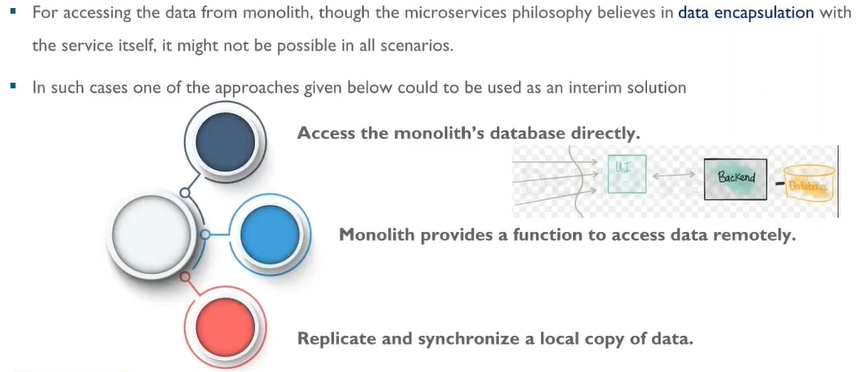 For accessing the data from monolith, though the microservices philosophy believes in data encapsulation with
the service itself, it might not be possible in all scenarios.
In such cases one of the approaches given below could to be used as an interim solution
Access the monolith's database directly.
UI
Backend
Database
Monolith provides a function to access data remotely.
Replicate and synchronize a local copy of data.